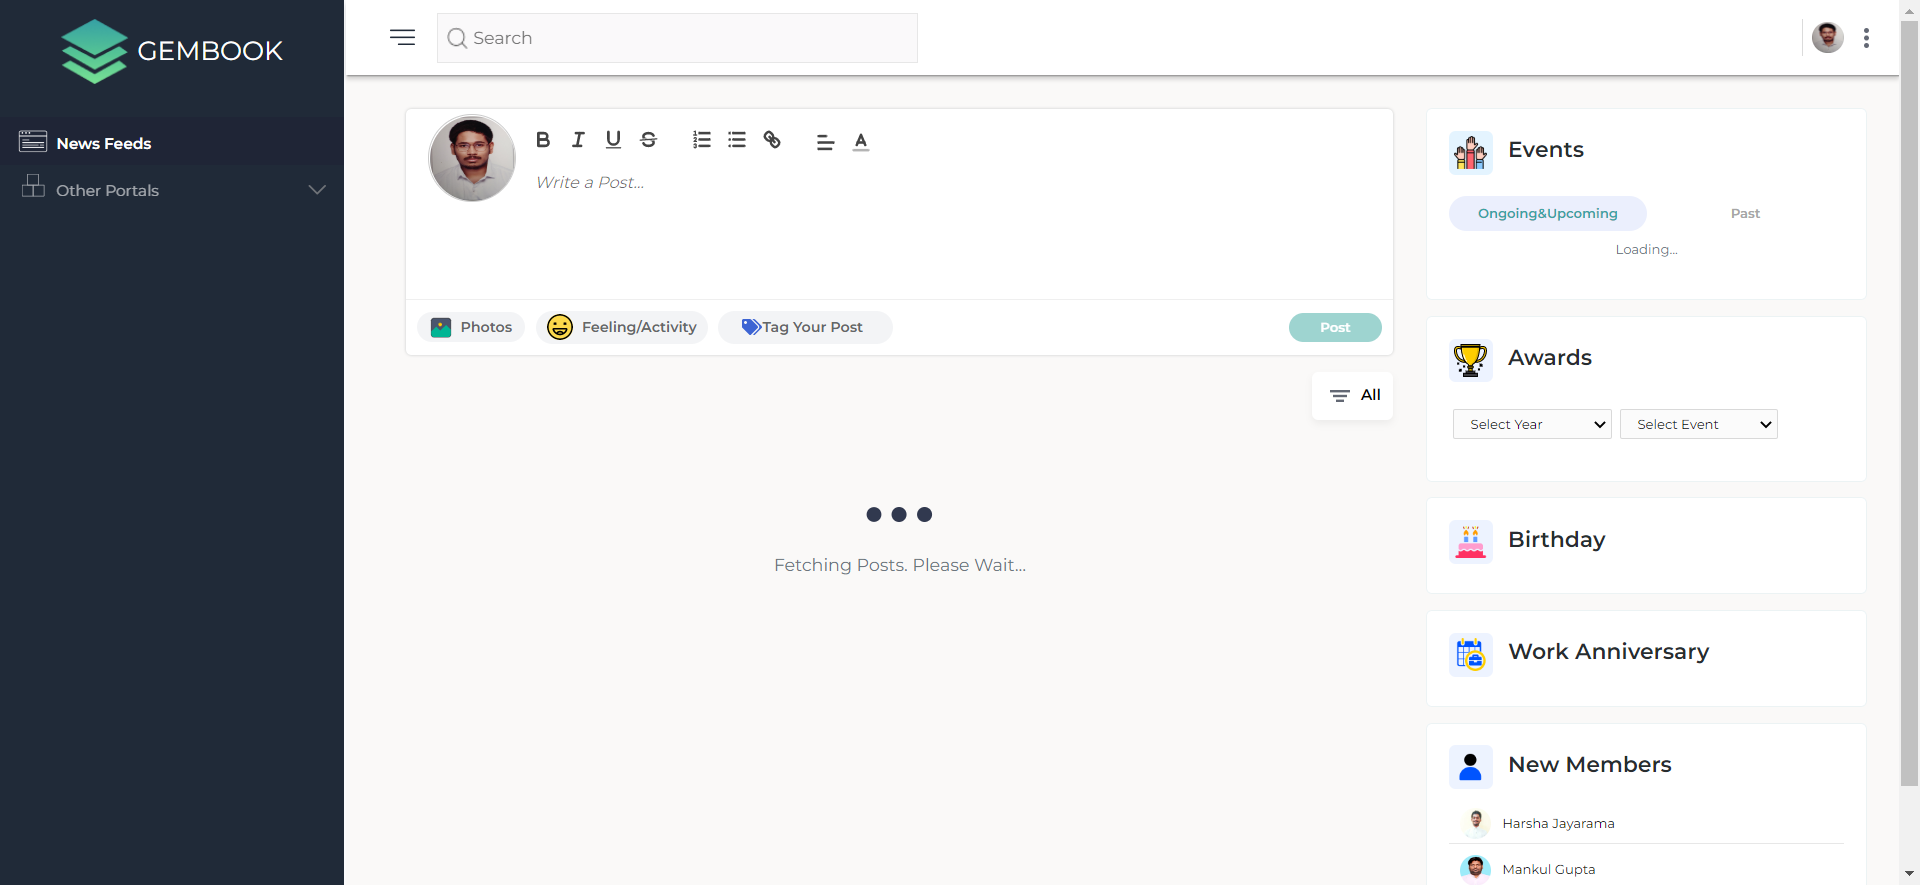 GEMBOOK
Search
News Feeds
Other Portals
B I U S A
Write a Post...
Photos
Feeling/Activity
Tag Your Post
Post
All
Fetching Posts. Please Wait...
Events
Ongoing&Upcoming
Past
Loading...
Awards
Select Year
Select Event
Birthday
Work Anniversary
New Members
Harsha Jayarama
Mankul Gupta